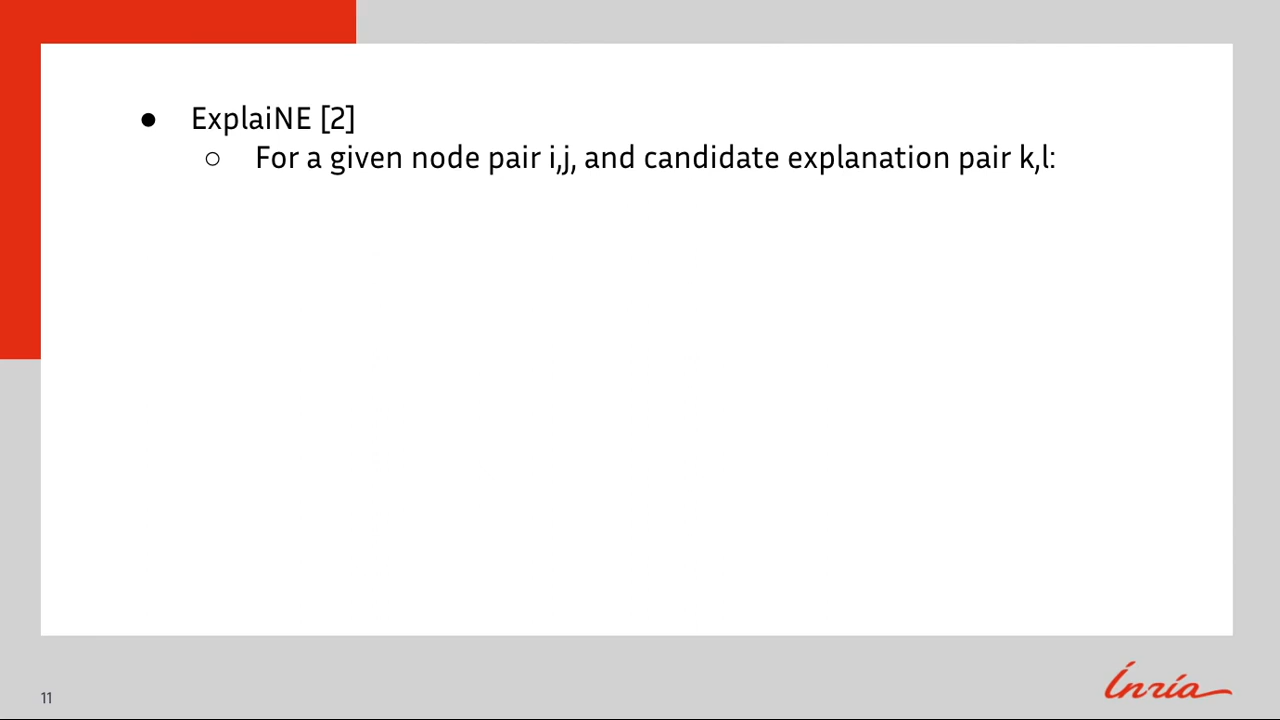 ● ExplaiNE [2]
○ For a given node pair i,j, and candidate explanation pair k,l:
11
Inria